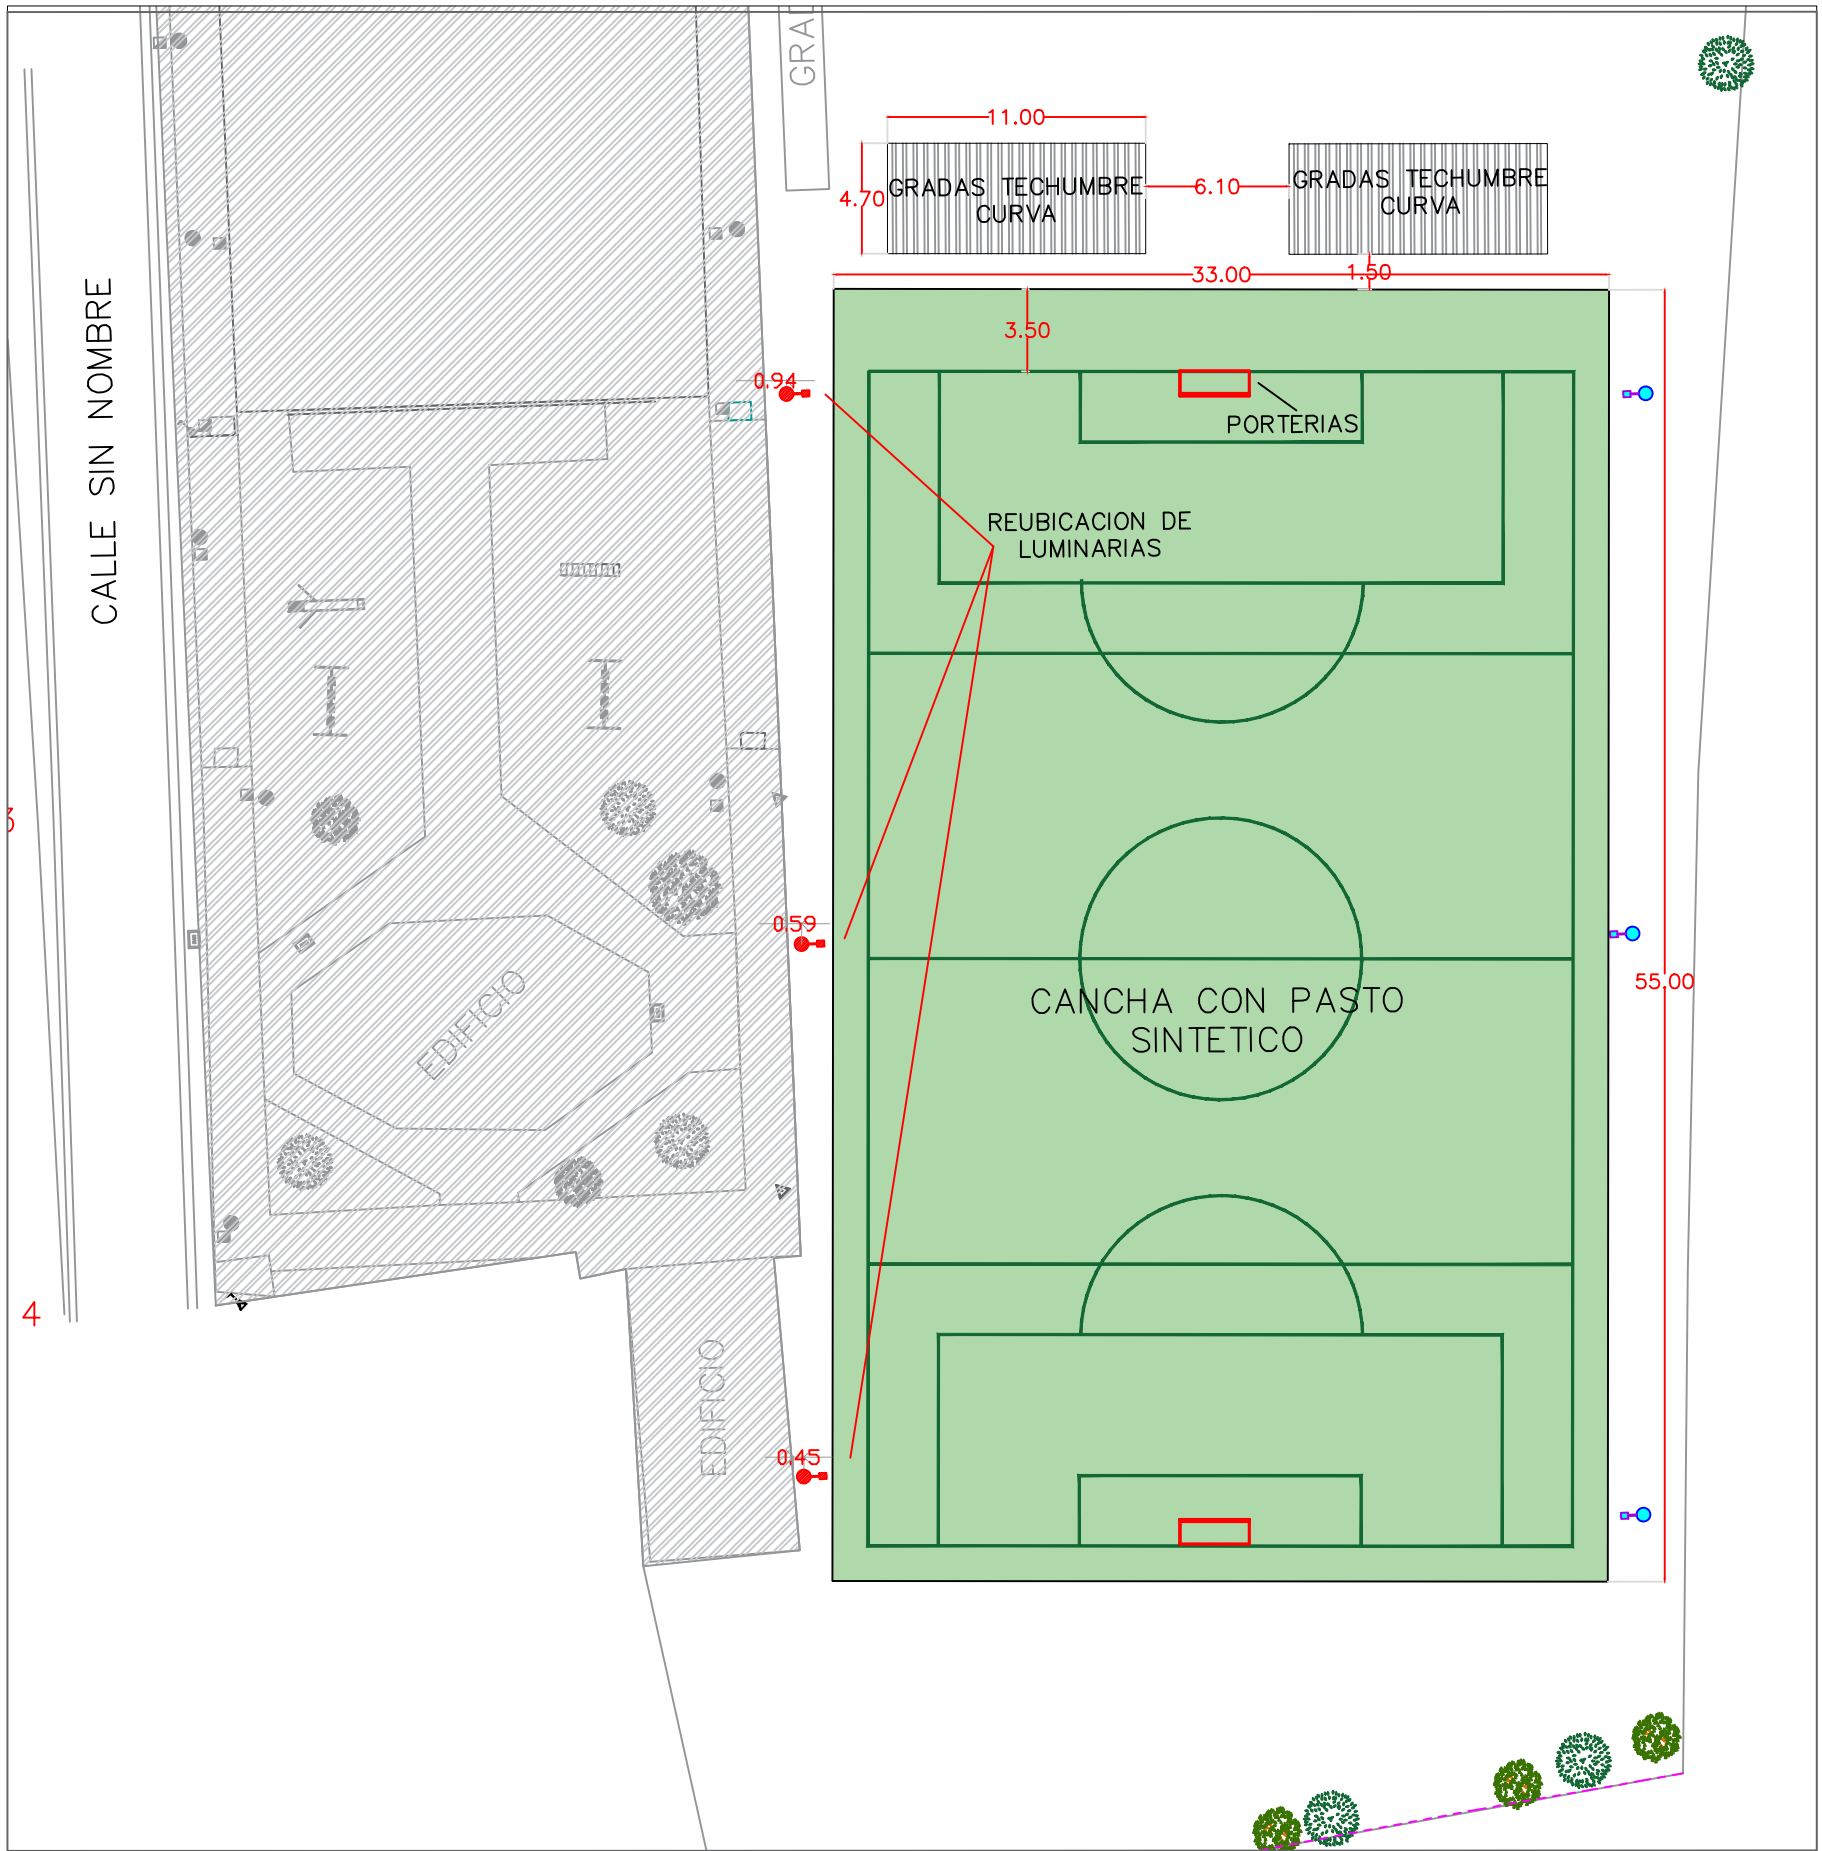 GRAD
11.00
GRADAS TECHUMBRE
CURVA
4.70
6.10
GRADAS TECHUMBRE
CURVA
33.00
1.50
3.50
CALLE SIN NOMBRE
0.94
PORTERIAS
REUBICACION DE
LUMINARIAS
3
0.59
55.00
CANCHA CON PASTO
SINTETICO
EDIFICIO
4
EDIFICIO
0.45